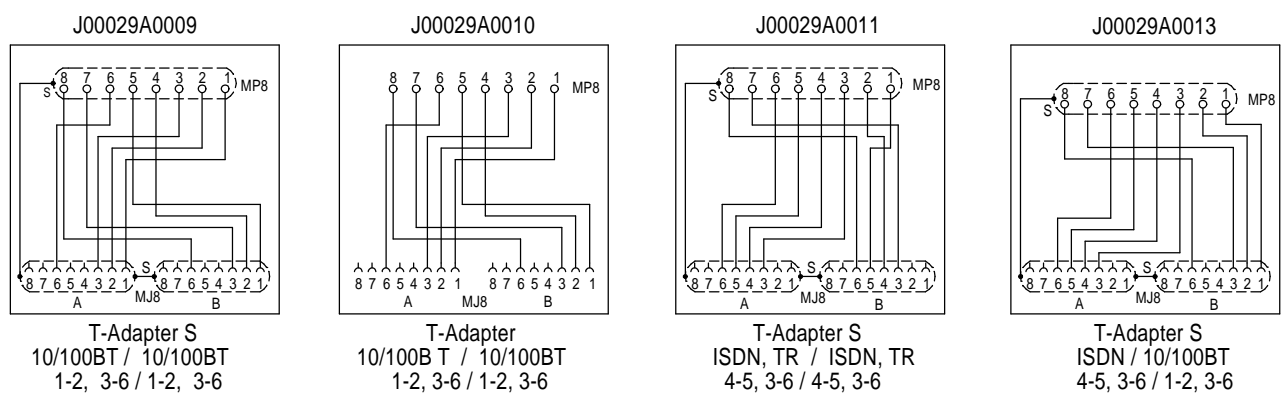 J00029A0009
8 7 6 5 4 3 2 1 MP8
S
S
8 7 6 5 4 3 2 1 8 7 6 5 4 3 2 1
A MJ8 B
T-Adapter S
10/100BT / 10/100BT
1-2, 3-6 / 1-2, 3-6
J00029A0010
8 7 6 5 4 3 2 1 MP8
8 7 6 5 4 3 2 1 8 7 6 5 4 3 2 1
A MJ8 B
T-Adapter
10/100B T / 10/100BT
1-2, 3-6 / 1-2, 3-6
J00029A0011
8 7 6 5 4 3 2 1 MP8
S
S
8 7 6 5 4 3 2 1 8 7 6 5 4 3 2 1
A MJ8 B
T-Adapter S
ISDN, TR / ISDN, TR
4-5, 3-6 / 4-5, 3-6
J00029A0013
8 7 6 5 4 3 2 1 MP8
S
S
8 7 6 5 4 3 2 1 8 7 6 5 4 3 2 1
A MJ8 B
T-Adapter S
ISDN / 10/100BT
4-5, 3-6 / 1-2, 3-6